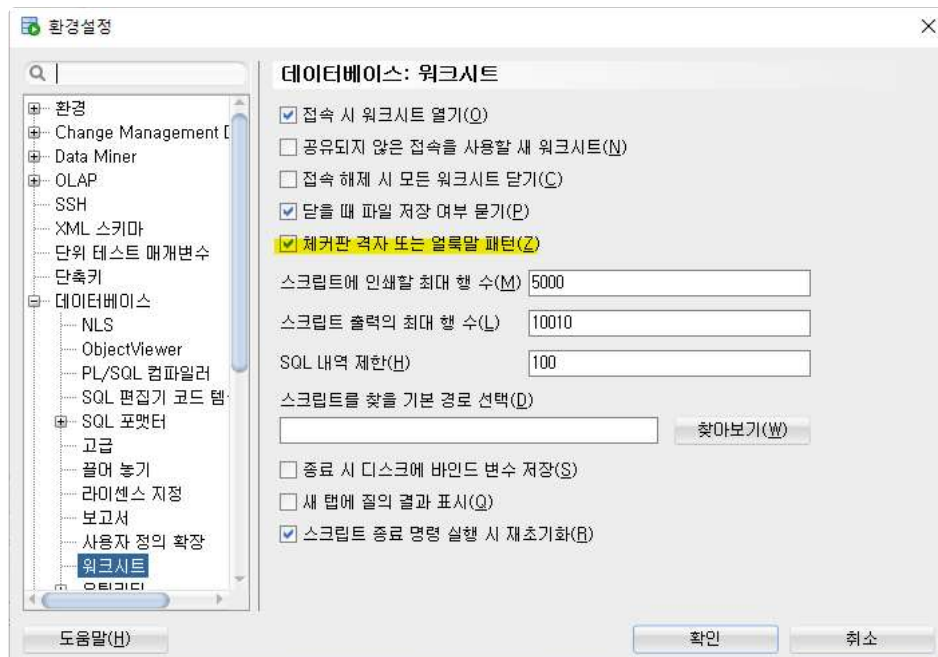 환경설정
환경
Change Management D
Data Miner
OLAP
SSH
XML 스키마
단위 테스트 매개변수
단축키
데이터베이스
NLS
ObjectViewer
PL/SQL 컴파일러
SQL 편집기 코드 템
SQL 포맷터
고급
끌어 놓기
라이센스 지정
보고서
사용자 정의 확장
워크시트
데이터베이스: 워크시트
접속 시 워크시트 열기(O)
공유되지 않은 접속을 사용할 새 워크시트(N)
접속 해제 시 모든 워크시트 닫기(C)
닫을 때 파일 저장 여부 묻기(P)
체커판 격자 또는 얼룩말 패턴(Z)
스크립트에 인쇄할 최대 행 수(M) 5000
스크립트 출력의 최대 행 수(L) 10010
SQL 내역 제한(H) 100
스크립트를 찾을 기본 경로 선택(D)
찾아보기(W)
종료 시 디스크에 바인드 변수 저장(S)
새 탭에 질의 결과 표시(Q)
스크립트 종료 명령 실행 시 재초기화(R)
도움말(H) 확인 취소